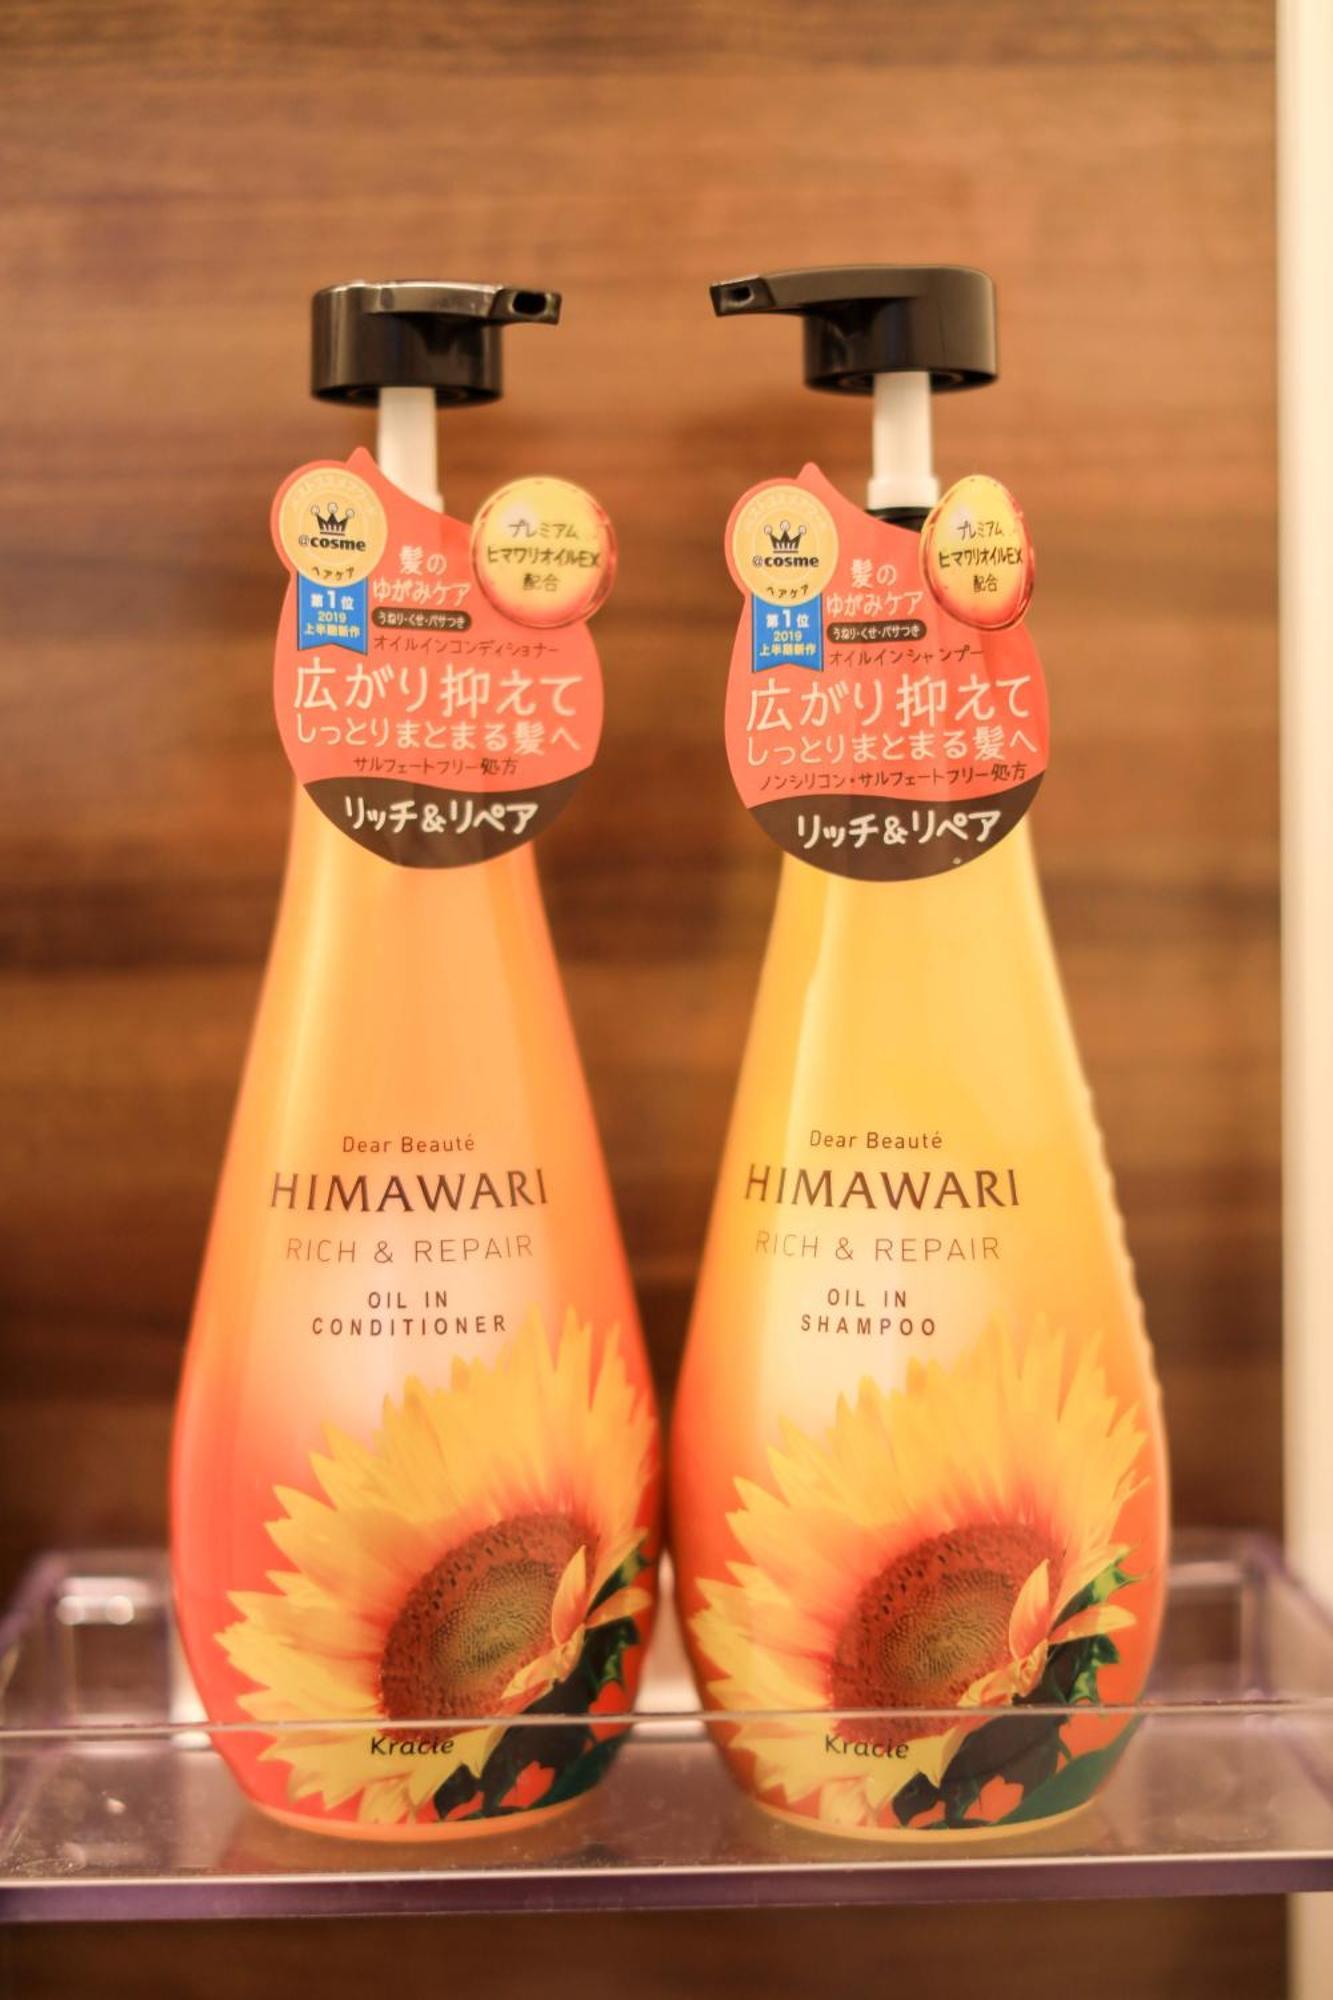 @cosme
ヘアケア
第1位
2019
上半期新作
髪の
ゆがみケア
うねり・くせ・パサつき
プレミアム
ヒマワリオイルEX
配合
オイルインコンディショナー
広がり抑えて
しっとりまとまる髪へ
サルフェートフリー処方
リッチ&リペア
Dear Beauté
HIMAWARI
RICH & REPAIR
OIL IN
CONDITIONER
Kracie
@cosme
ヘアケア
第1位
2019
上半期新作
髪の
ゆがみケア
うねり・くせ・パサつき
プレミアム
ヒマワリオイルEX
配合
オイルインシャンプー
広がり抑えて
しっとりまとまる髪へ
ノンシリコン・サルフェートフリー処方
リッチ&リペア
Dear Beauté
HIMAWARI
RICH & REPAIR
OIL IN
SHAMPOO
Kracie